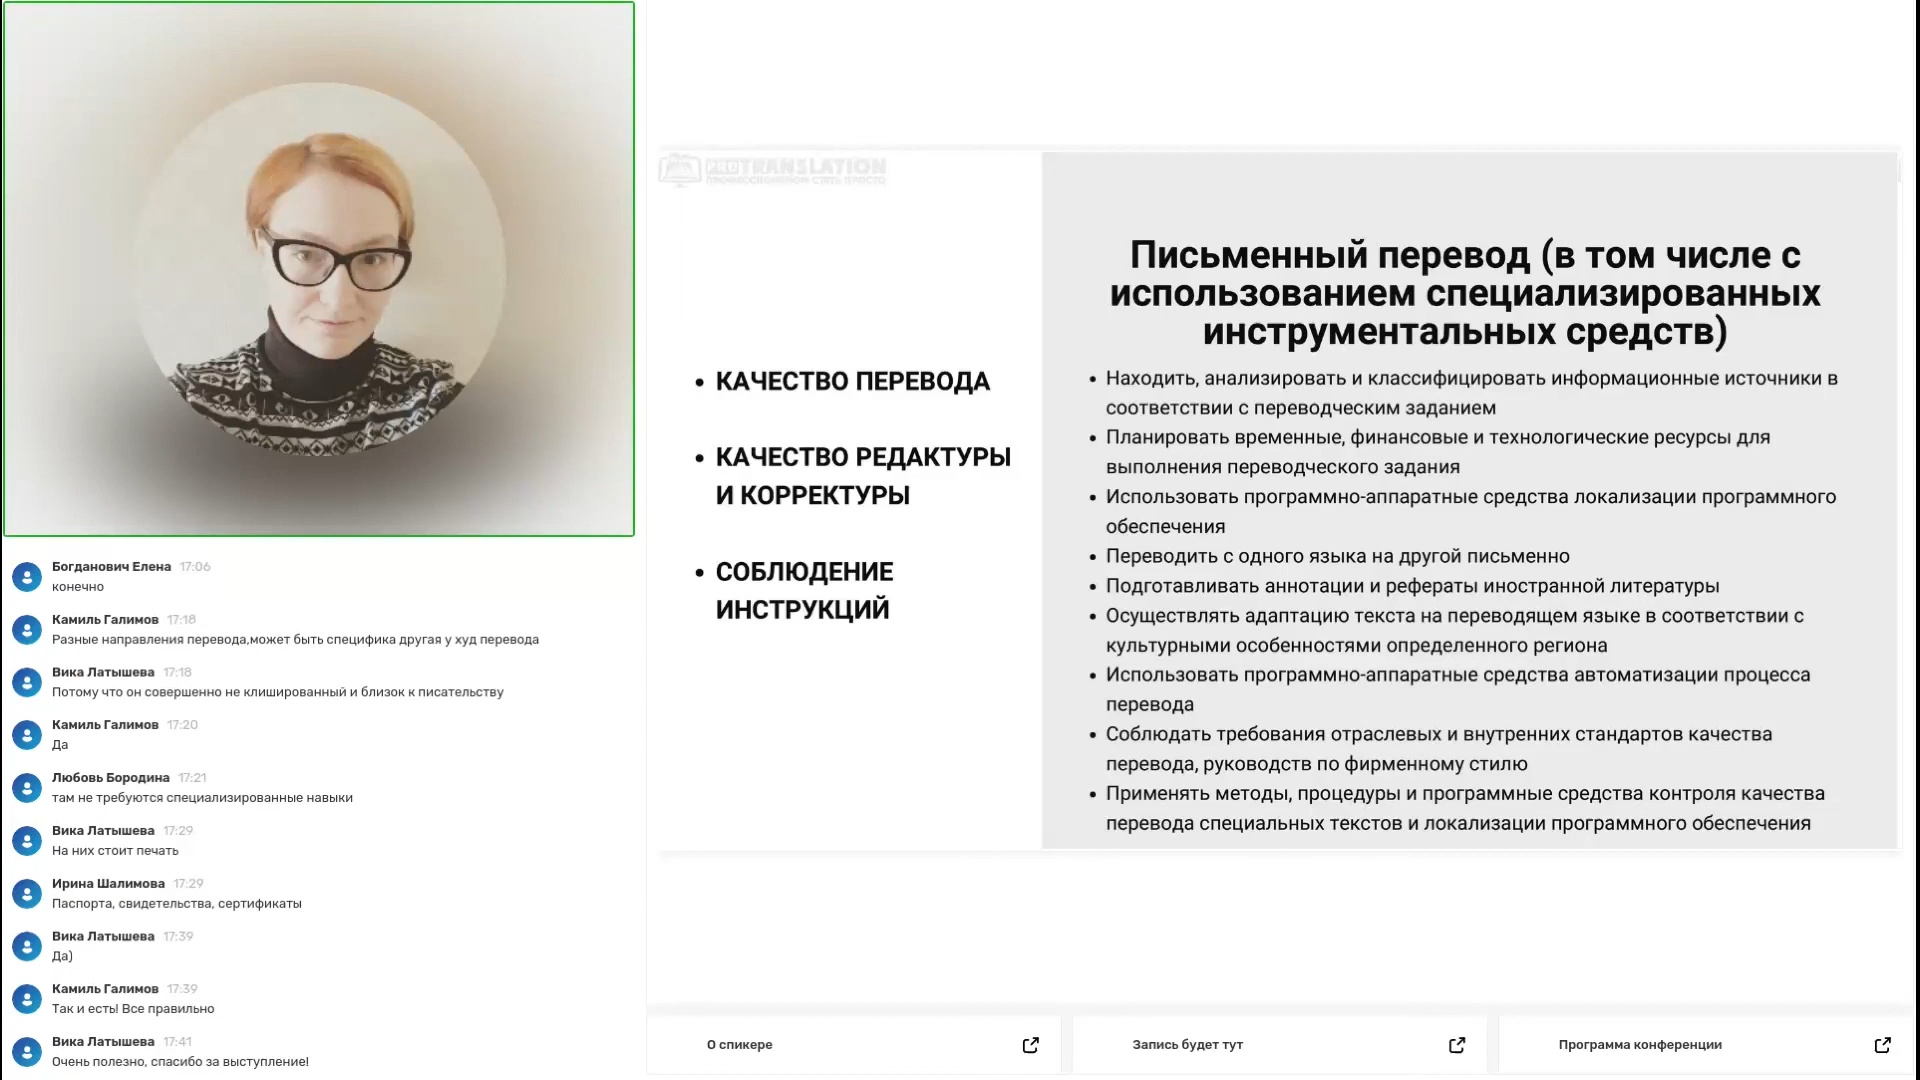 Богданович Елена 17:06
конечно
Камиль Галимов 17:18
Разные направления перевода,может быть специфика другая у худ перевода
Вика Латышева 17:18
Потому что он совершенно не клишированный и близок к писательству
Камиль Галимов 17:20
Да
Любовь Бородина 17:21
там не требуются специализированные навыки
Вика Латышева 17:29
На них стоит печать
Ирина Шалимова 17:29
Паспорта, свидетельства, сертификаты
Вика Латышева 17:39
Да)
Камиль Галимов 17:39
Так и есть! Все правильно
Вика Латышева 17:41
Очень полезно, спасибо за выступление!
PROTRANSLATION
ПРОФЕССИОНАЛОМ СТАТЬ ПРОСТО
• КАЧЕСТВО ПЕРЕВОДА
• КАЧЕСТВО РЕДАКТУРЫ
И КОРРЕКТУРЫ
• СОБЛЮДЕНИЕ
ИНСТРУКЦИЙ
Письменный перевод (в том числе с
использованием специализированных
инструментальных средств)
• Находить, анализировать и классифицировать информационные источники в
соответствии с переводческим заданием
• Планировать временные, финансовые и технологические ресурсы для
выполнения переводческого задания
• Использовать программно-аппаратные средства локализации программного
обеспечения
• Переводить с одного языка на другой письменно
• Подготавливать аннотации и рефераты иностранной литературы
• Осуществлять адаптацию текста на переводящем языке в соответствии с
культурными особенностями определенного региона
• Использовать программно-аппаратные средства автоматизации процесса
перевода
• Соблюдать требования отраслевых и внутренних стандартов качества
перевода, руководств по фирменному стилю
• Применять методы, процедуры и программные средства контроля качества
перевода специальных текстов и локализации программного обеспечения
О спикере
Запись будет тут
Программа конференции